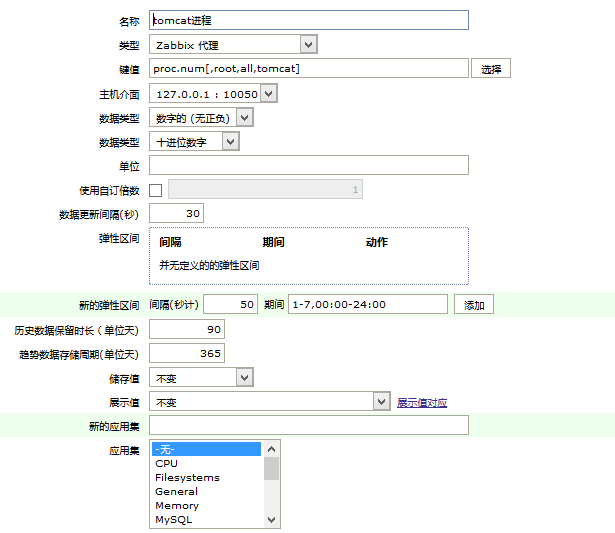 名称 tomcat进程
类型 Zabbix 代理
键值 proc.num[,root,all,tomcat] 选择
主机介面 127.0.0.1 : 10050
数据类型 数字的 (无正负)
数据类型 十进位数字
单位
使用自订倍数 1
数据更新间隔(秒) 30
弹性区间 间隔 期间 动作
并无定义的的弹性区间
新的弹性区间 间隔(秒计) 50 期间 1-7,00:00-24:00 添加
历史数据保留时长 ( 单位天) 90
趋势数据存储周期(单位天) 365
储存值 不变
展示值 不变 展示值对应
新的应用集
应用集 -无-
CPU
Filesystems
General
Memory
MySQL